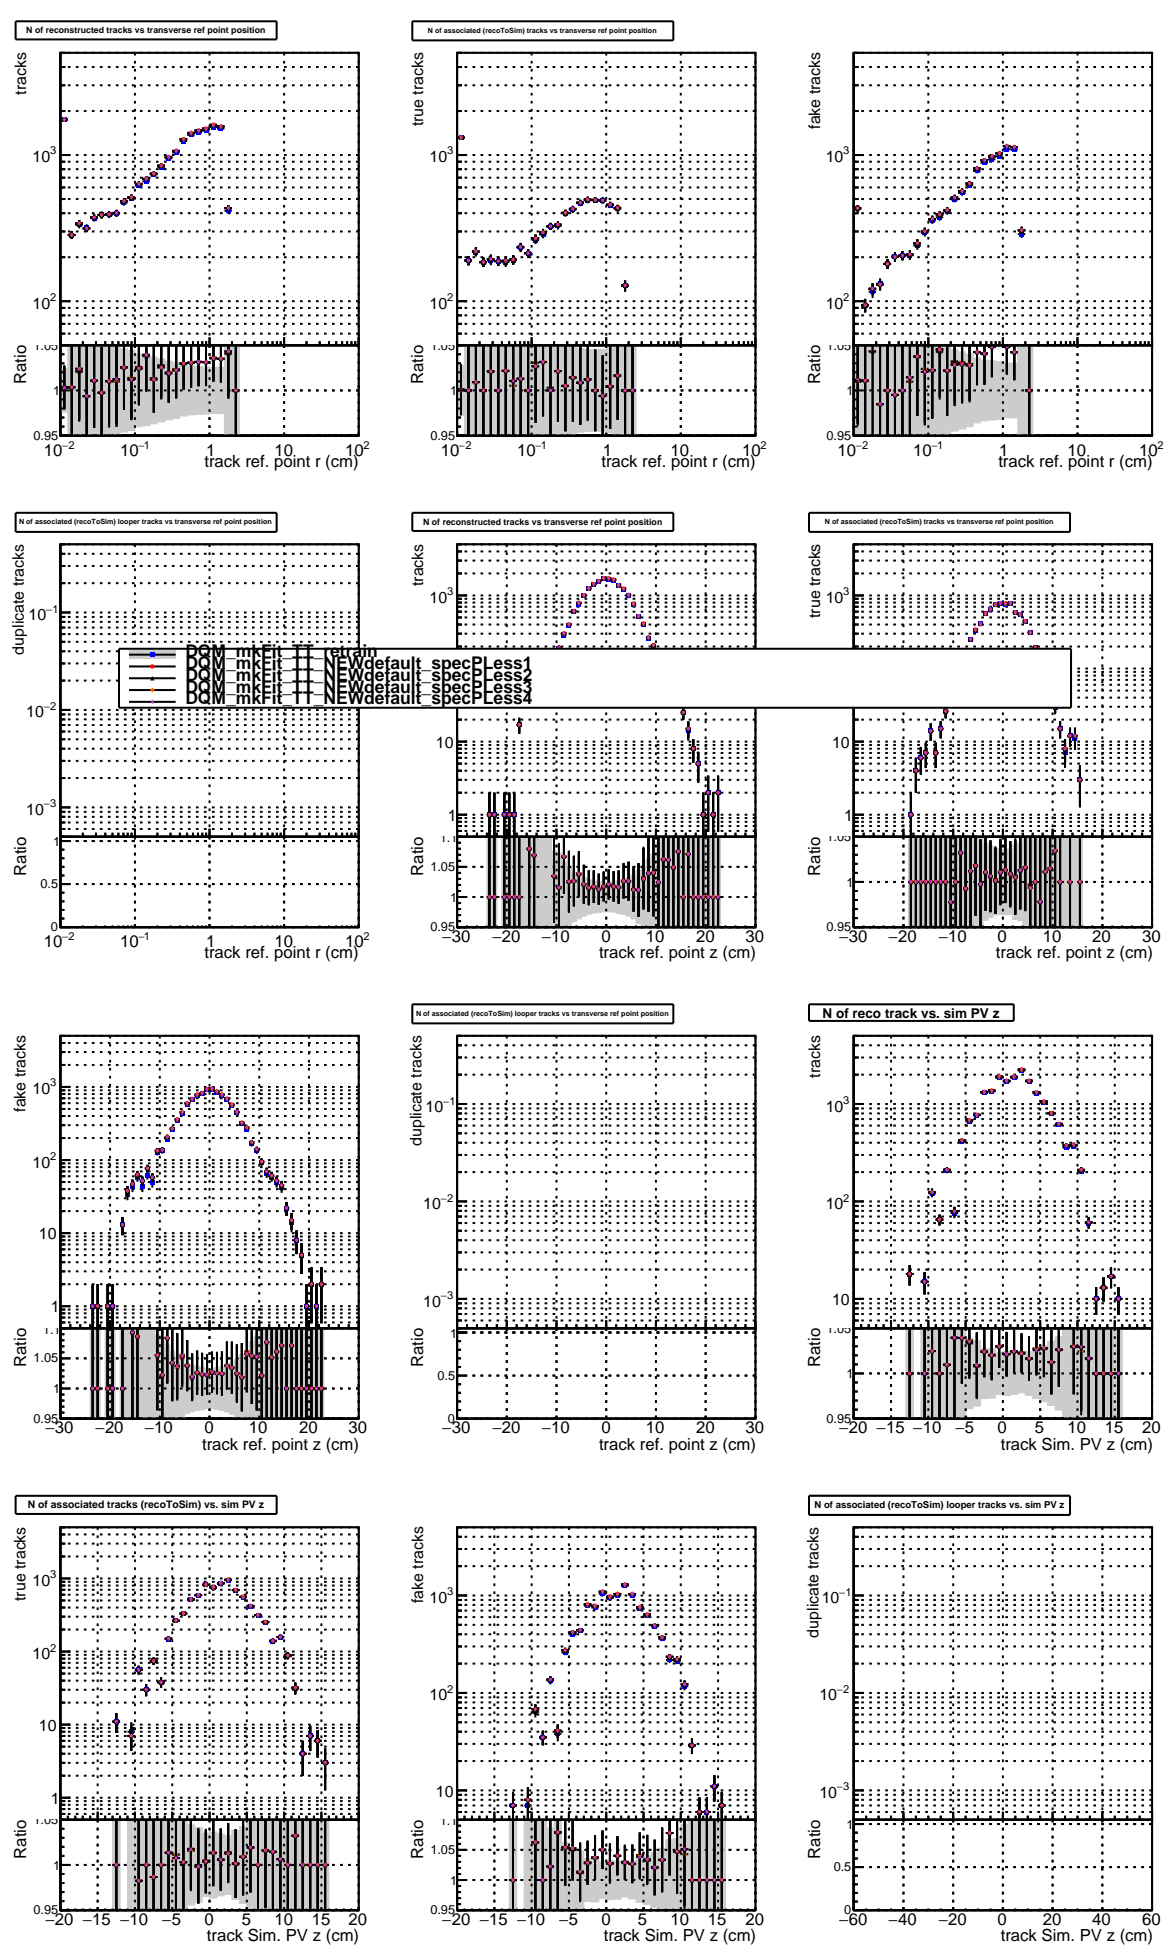 N of reconstructed tracks vs transverse ref point position
tracks
10³
10²
1.05
Ratio
1
0.95
10⁻² 10⁻¹ 1 10 10²
track ref. point r (cm)
N of associated (recoToSim) tracks vs transverse ref point position
true tracks
10³
10²
1.05
Ratio
1
0.95
10⁻² 10⁻¹ 1 10 10²
track ref. point r (cm)
fake tracks
10³
10²
1.05
Ratio
1
0.95
10⁻² 10⁻¹ 1 10 10²
track ref. point r (cm)
N of associated (recoToSim) looper tracks vs transverse ref point position
duplicate tracks
10⁻¹
10⁻²
10⁻³
Ratio
1
0.5
0
10⁻² 10⁻¹ 1 10 10²
track ref. point r (cm)
N of reconstructed tracks vs transverse ref point position
tracks
10³
10
1
1.1
Ratio
1.05
1
0.95
−30 −20 −10 0 10 20 30
track ref. point z (cm)
N of associated (recoToSim) tracks vs transverse ref point position
true tracks
10³
10
1
1.05
Ratio
1
0.95
−30 −20 −10 0 10 20 30
track ref. point z (cm)
DQM_mkFit_TT_retrain
DQM_mkFit_TT_NEWdefault_specPLess1
DQM_mkFit_TT_NEWdefault_specPLess2
DQM_mkFit_TT_NEWdefault_specPLess3
DQM_mkFit_TT_NEWdefault_specPLess4
fake tracks
10³
10²
10
1
1.1
Ratio
1.05
1
0.95
−30 −20 −10 0 10 20 30
track ref. point z (cm)
N of associated (recoToSim) looper tracks vs transverse ref point position
duplicate tracks
10⁻¹
10⁻²
10⁻³
Ratio
1
0.5
0
−30 −20 −10 0 10 20 30
track ref. point z (cm)
N of reco track vs. sim PV z
tracks
10³
10²
10
1.05
Ratio
1
0.95
−20 −15 −10 −5 0 5 10 15 20
track Sim. PV z (cm)
N of associated tracks (recoToSim) vs. sim PV z
true tracks
10³
10²
10
1
1.05
Ratio
1
0.95
−20 −15 −10 −5 0 5 10 15 20
track Sim. PV z (cm)
fake tracks
10³
10²
10
1.1
Ratio
1.05
1
0.95
−20 −15 −10 −5 0 5 10 15 20
track Sim. PV z (cm)
N of associated (recoToSim) looper tracks vs. sim PV z
duplicate tracks
10⁻¹
10⁻²
10⁻³
Ratio
1
0.5
0
−60 −40 −20 0 20 40 60
track Sim. PV z (cm)